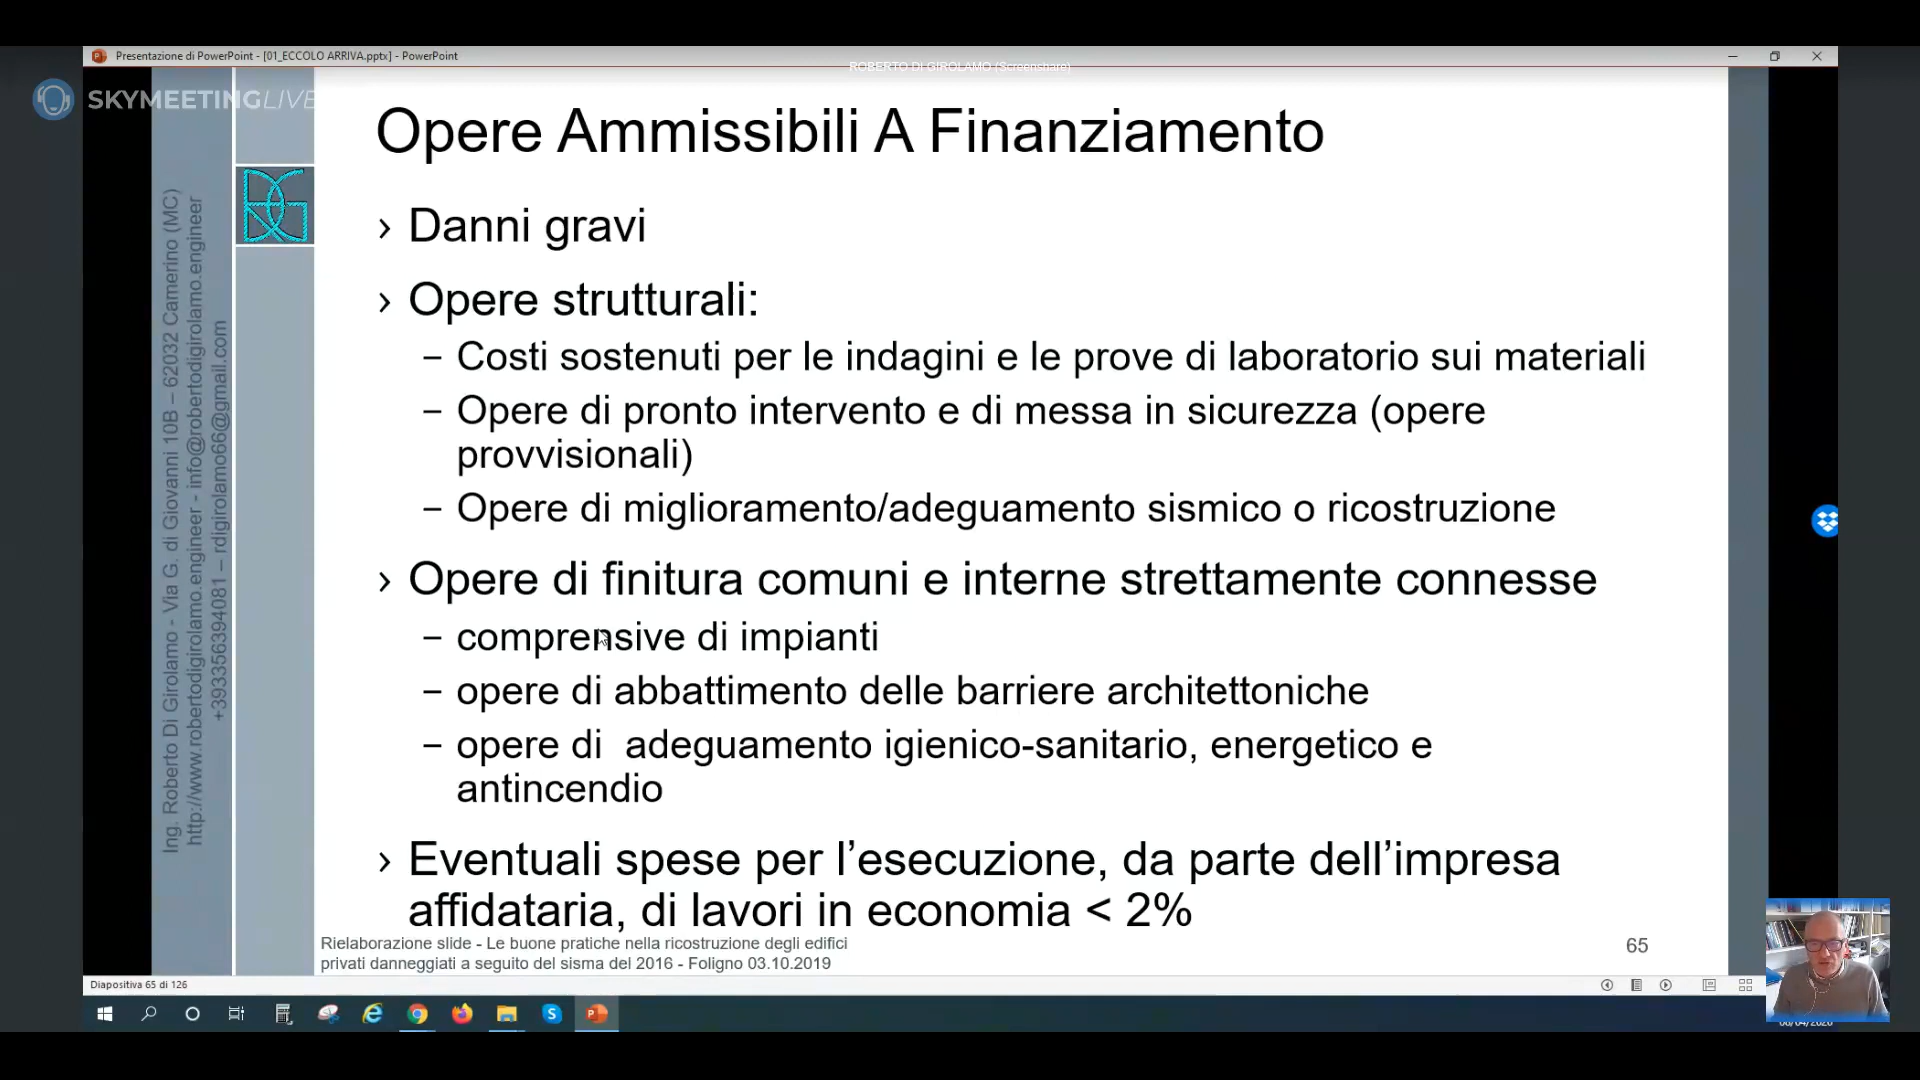 Presentazione di PowerPoint - [01_ECCOLO ARRIVA.pptx] - PowerPoint
ROBERTO DI GIROLAMO (Screenshare)
SKYMEETINGLIVE
Opere Ammissibili A Finanziamento
› Danni gravi
› Opere strutturali:
– Costi sostenuti per le indagini e le prove di laboratorio sui materiali
– Opere di pronto intervento e di messa in sicurezza (opere
provvisionali)
– Opere di miglioramento/adeguamento sismico o ricostruzione
› Opere di finitura comuni e interne strettamente connesse
– comprensive di impianti
– opere di abbattimento delle barriere architettoniche
– opere di  adeguamento igienico-sanitario, energetico e
antincendio
› Eventuali spese per l’esecuzione, da parte dell’impresa
affidataria, di lavori in economia < 2%
Rielaborazione slide - Le buone pratiche nella ricostruzione degli edifici
privati danneggiati a seguito del sisma del 2016 - Foligno 03.10.2019
65
Ing. Roberto Di Girolamo - Via G. di Giovanni 10B – 62032 Camerino (MC)
http://www.robertodigirolamo.engineer - info@robertodigirolamo.engineer
+393356394081 – rdigirolamo66@gmail.com
Diapositiva 65 di 126